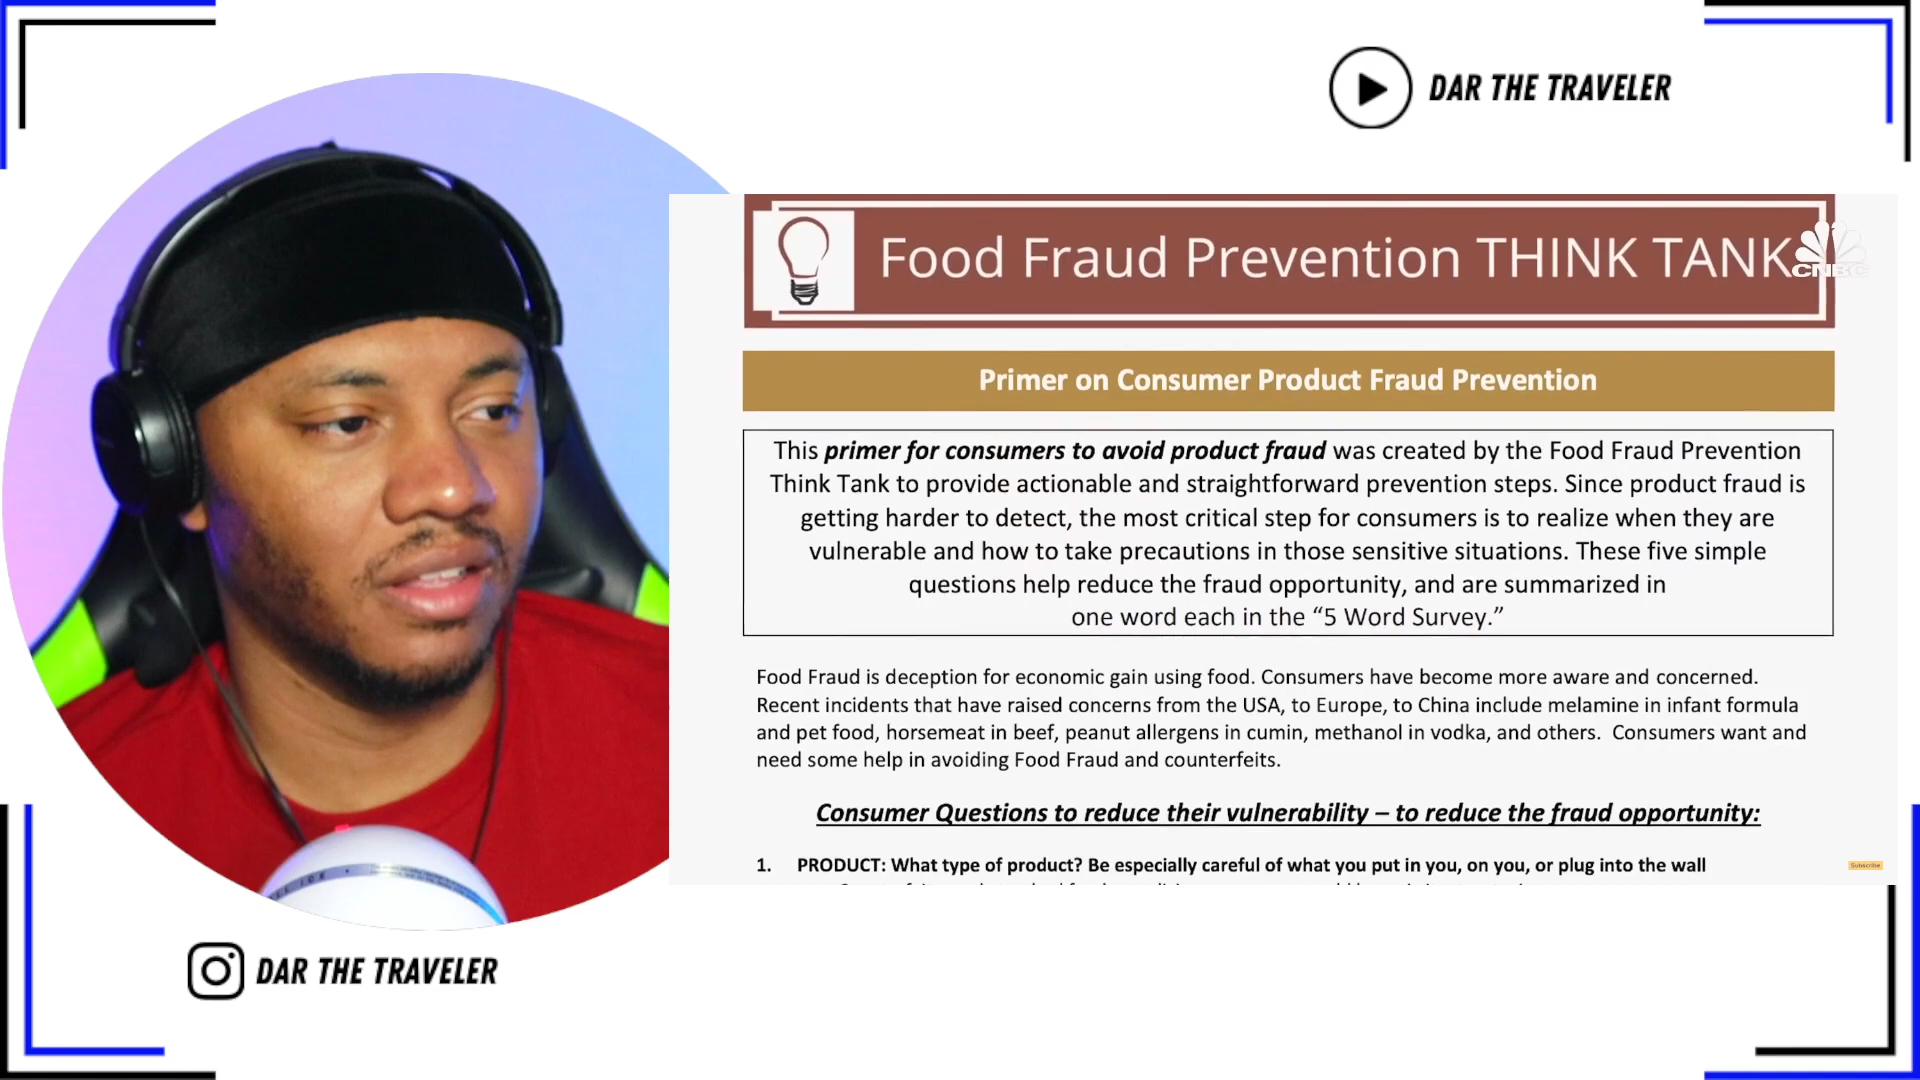 DAR THE TRAVELER
Food Fraud Prevention THINK TANK
CNBC
Primer on Consumer Product Fraud Prevention
This primer for consumers to avoid product fraud was created by the Food Fraud Prevention
Think Tank to provide actionable and straightforward prevention steps. Since product fraud is
getting harder to detect, the most critical step for consumers is to realize when they are
vulnerable and how to take precautions in those sensitive situations. These five simple
questions help reduce the fraud opportunity, and are summarized in
one word each in the “5 Word Survey.”
Food Fraud is deception for economic gain using food. Consumers have become more aware and concerned.
Recent incidents that have raised concerns from the USA, to Europe, to China include melamine in infant formula
and pet food, horsemeat in beef, peanut allergens in cumin, methanol in vodka, and others. Consumers want and
need some help in avoiding Food Fraud and counterfeits.
Consumer Questions to reduce their vulnerability – to reduce the fraud opportunity:
1. PRODUCT: What type of product? Be especially careful of what you put in you, on you, or plug into the wall
Subscribe
DAR THE TRAVELER